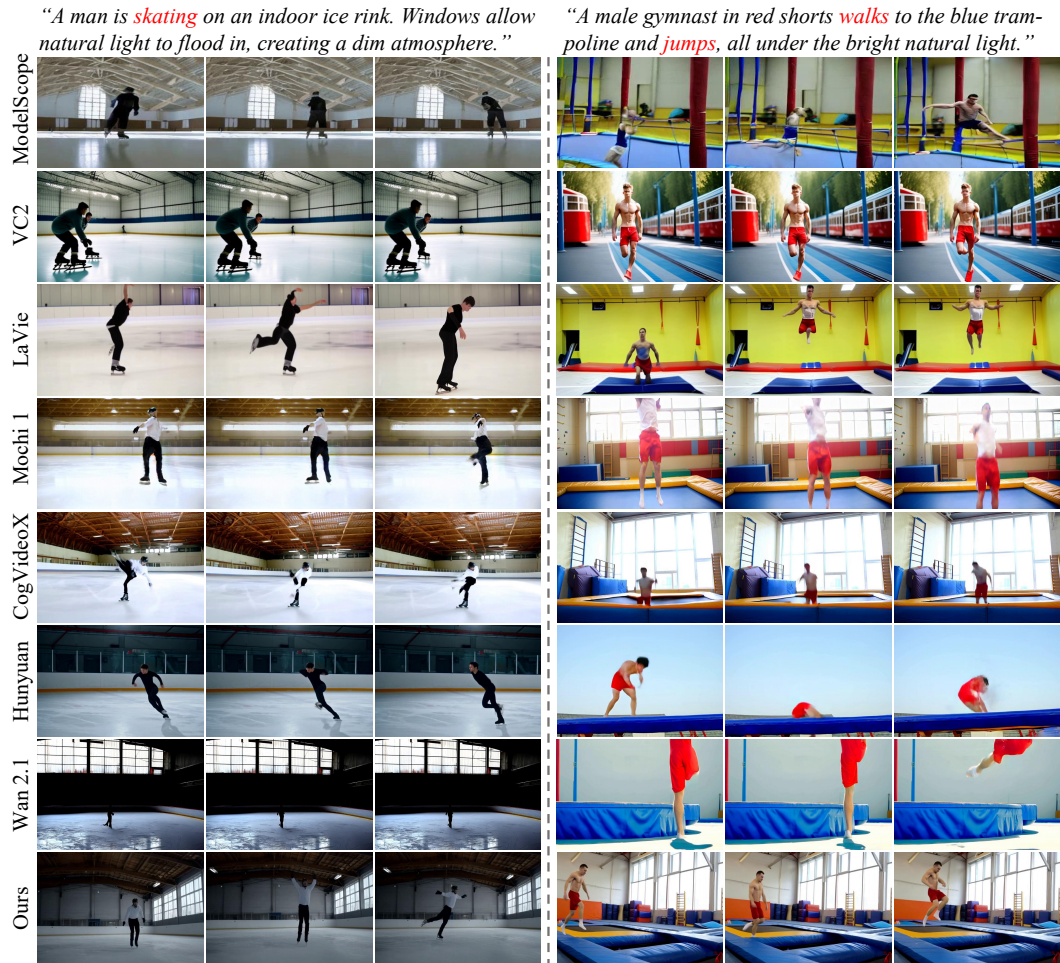 “A man is skating on an indoor ice rink. Windows allow
natural light to flood in, creating a dim atmosphere.”
“A male gymnast in red shorts walks to the blue tram-
poline and jumps, all under the bright natural light.”
ModelScope
VC2
LaVie
Mochi 1
CogVideoX
Hunyuan
Wan 2.1
Ours